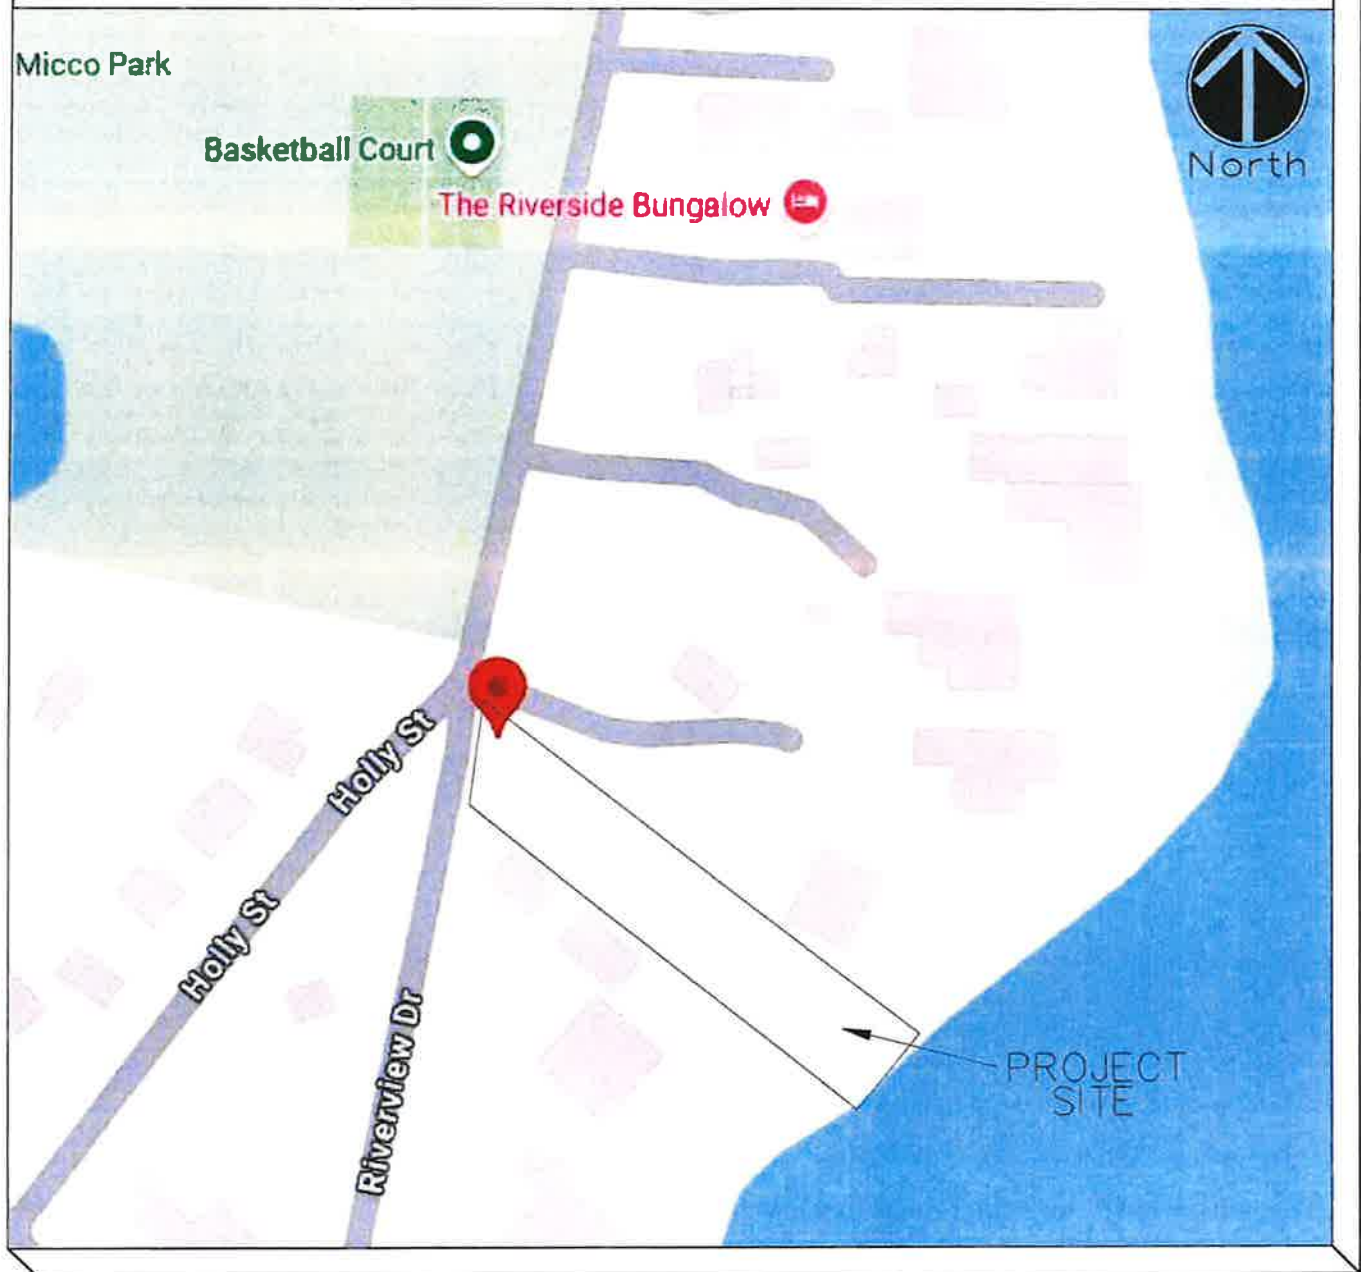 Micco Park
Basketball Court
The Riverside Bungalow
North
Holly St
Holly St
Riverview Dr
PROJECT
SITE